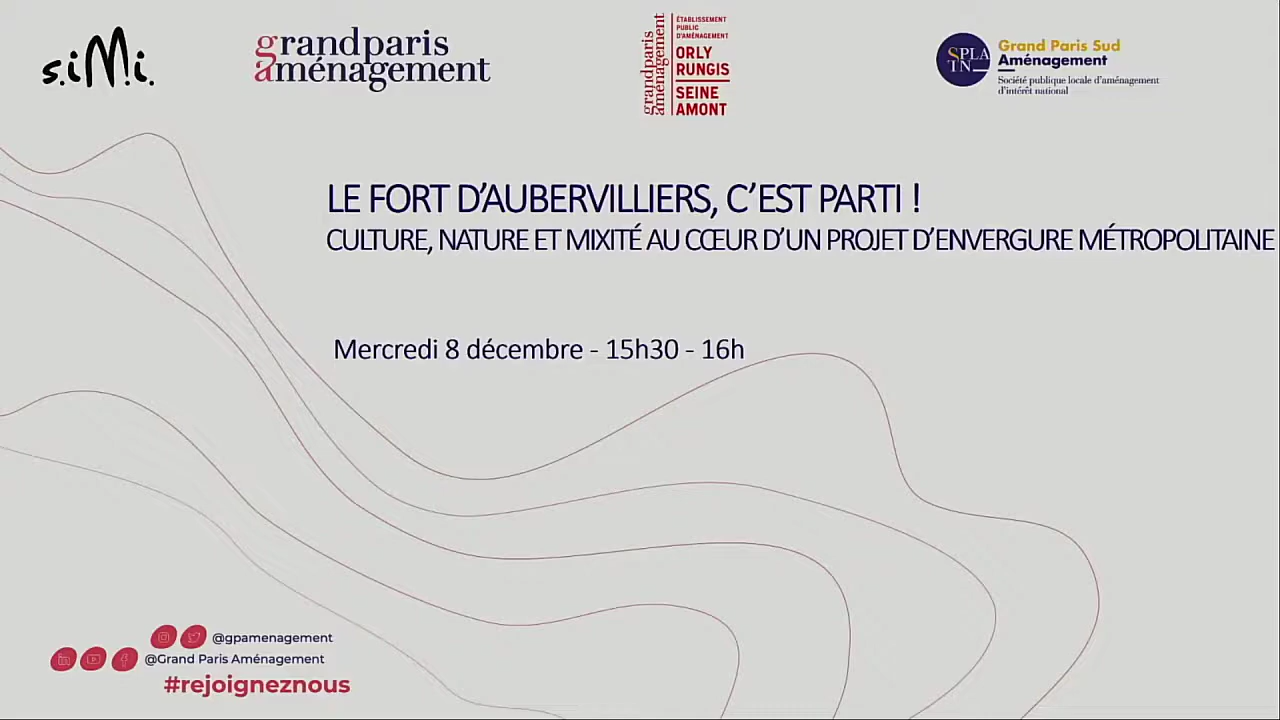 s.i.M.i.
grandparis
aménagement
grandparis
aménagement
ÉTABLISSEMENT
PUBLIC
D'AMÉNAGEMENT
ORLY
RUNGIS
SEINE
AMONT
SPLA
IN
Grand Paris Sud
Aménagement
Société publique locale d'aménagement
d'intérêt national
LE FORT D'AUBERVILLIERS, C'EST PARTI !
CULTURE, NATURE ET MIXITÉ AU CŒUR D'UN PROJET D'ENVERGURE MÉTROPOLITAINE
Mercredi 8 décembre - 15h30 - 16h
@gpamenagement
@Grand Paris Aménagement
#rejoigneznous